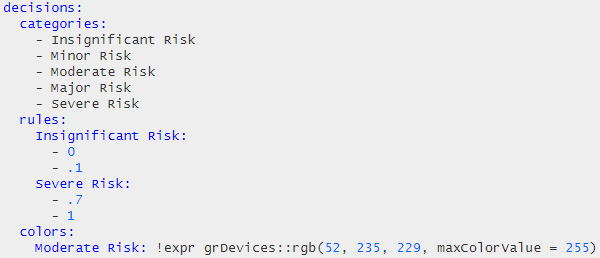 decisions:
  categories:
    - Insignificant Risk
    - Minor Risk
    - Moderate Risk
    - Major Risk
    - Severe Risk
  rules:
    Insignificant Risk:
      - 0
      - .1
    Severe Risk:
      - .7
      - 1
  colors:
    Moderate Risk: !expr grDevices::rgb(52, 235, 229, maxColorValue = 255)